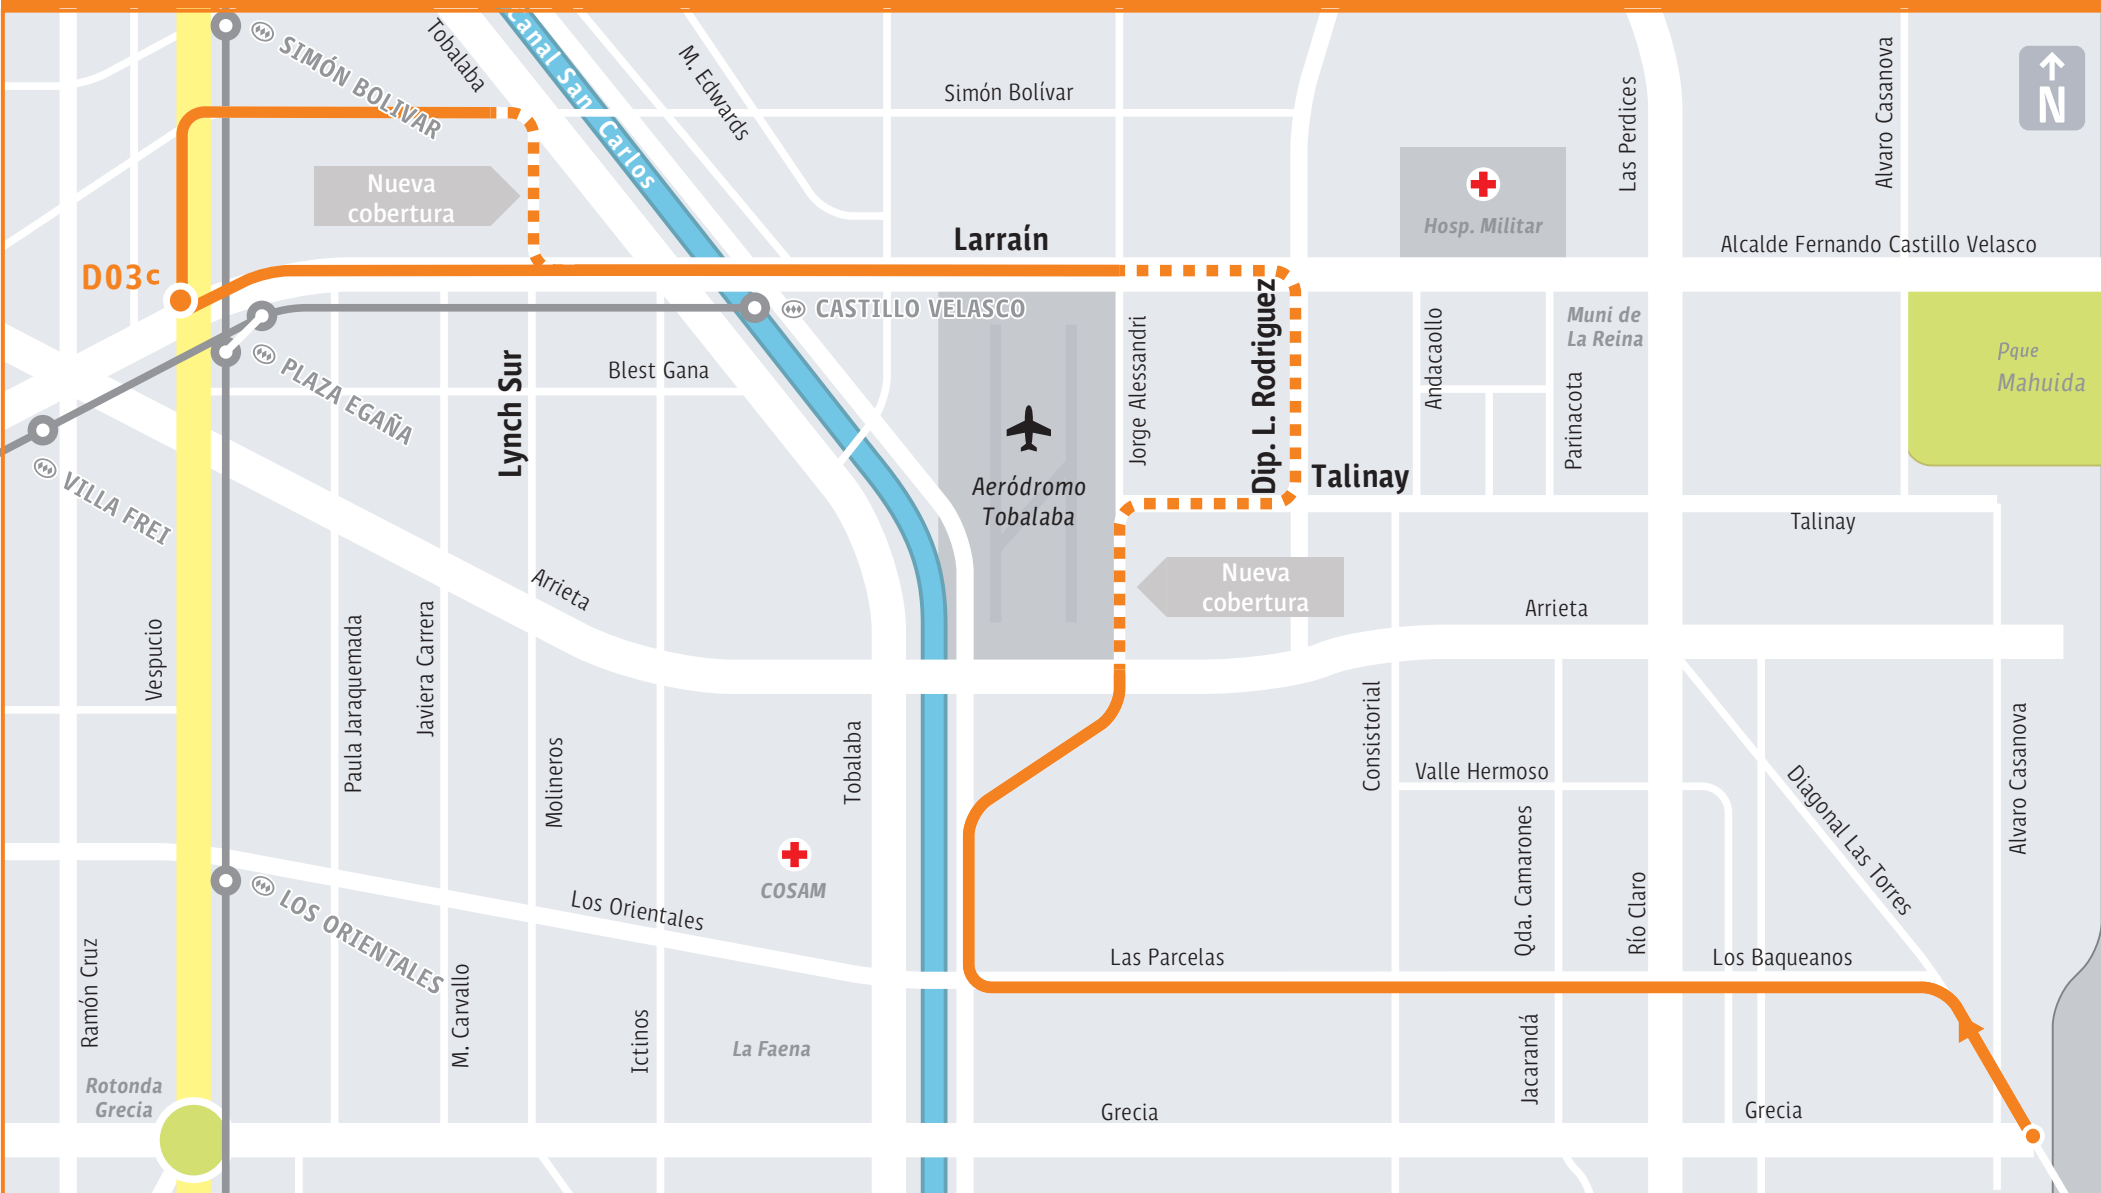 SIMÓN BOLIVAR
Tobalaba
Canal San Carlos
M. Edwards
Simón Bolívar
Las Perdices
Alvaro Casanova
N
Nueva
cobertura
Hosp. Militar
Larraín
Alcalde Fernando Castillo Velasco
D03c
CASTILLO VELASCO
PLAZA EGAÑA
Lynch Sur
Blest Gana
Jorge Alessandri
Dip. L. Rodriguez
Andacaollo
Muni de
La Reina
Parinacota
Pque
Mahuida
VILLA FREI
Aeródromo
Tobalaba
Talinay
Talinay
Nueva
cobertura
Arrieta
Arrieta
Vespucio
Paula Jaraquemada
Javiera Carrera
Molineros
Tobalaba
Consistorial
Valle Hermoso
Diagonal Las Torres
Alvaro Casanova
COSAM
Los Orientales
LOS ORIENTALES
Qda. Camarones
Río Claro
Las Parcelas
Los Baqueanos
Ramón Cruz
M. Carvallo
Ictinos
La Faena
Jacarandá
Rotonda
Grecia
Grecia
Grecia